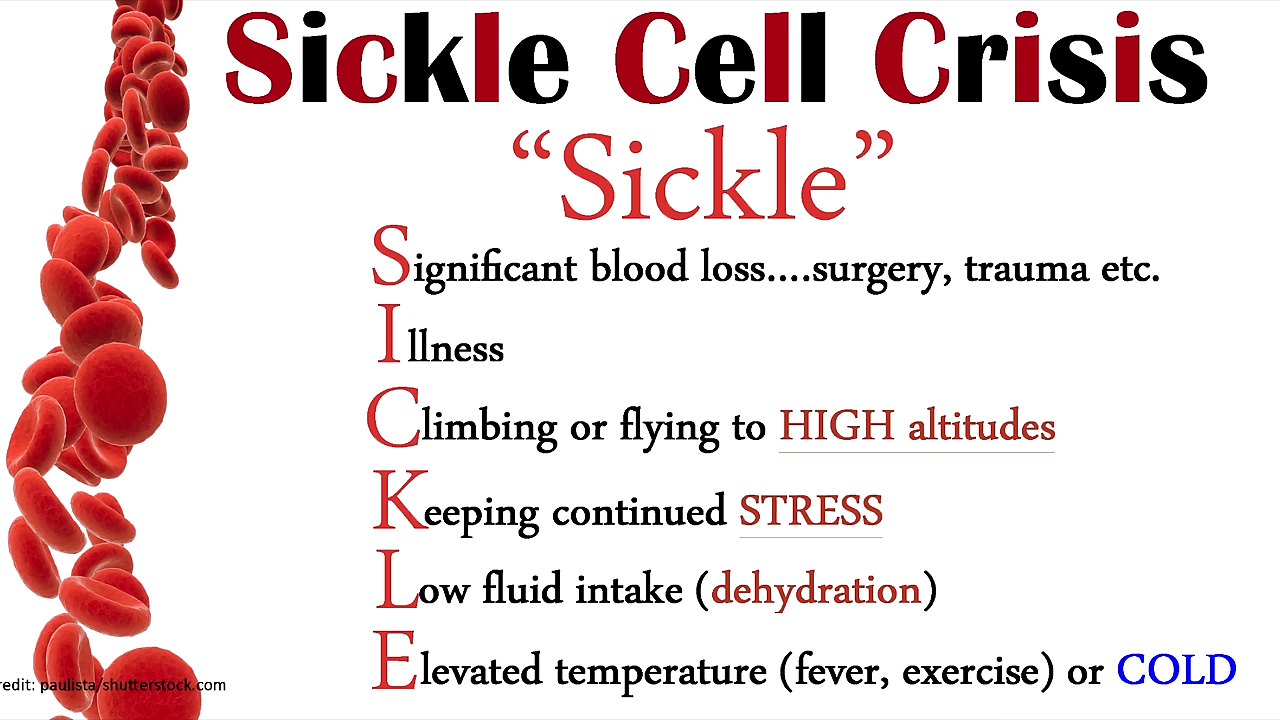 Sickle Cell Crisis
“Sickle”
Significant blood loss....surgery, trauma etc.
Illness
Climbing or flying to HIGH altitudes
Keeping continued STRESS
Low fluid intake (dehydration)
Elevated temperature (fever, exercise) or COLD
redit: paulista/shutterstock.com